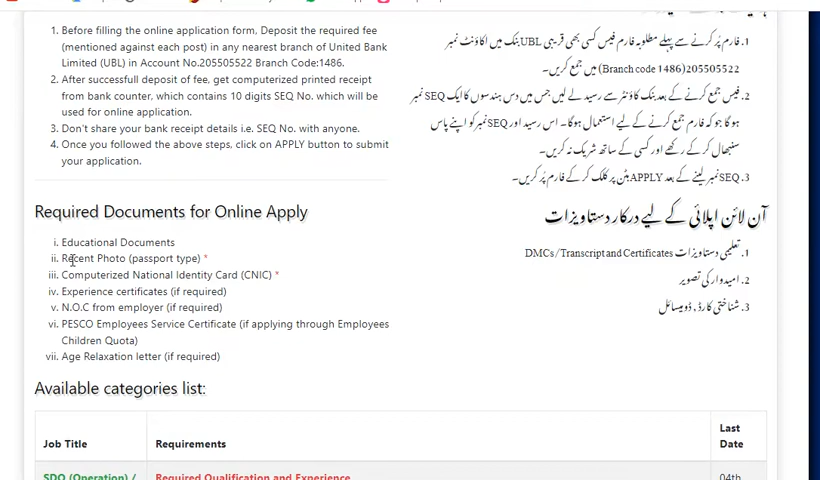 1. Before filling the online application form, Deposit the required fee
(mentioned against each post) in any nearest branch of United Bank
Limited (UBL) in Account No.205505522 Branch Code:1486.
2. After successfull deposit of fee, get computerized printed receipt
from bank counter, which contains 10 digits SEQ No. which will be
used for online application.
3. Don't share your bank receipt details i.e. SEQ No. with anyone.
4. Once you followed the above steps, click on APPLY button to submit
your application.
1. فارم پُر کرنے سے پہلے مطلوبہ فارم فیس کسی بھی قریبی UBL بنک میں اکاؤنٹ نمبر
205505522(Branch code 1486) میں جمع کریں۔
2. فیس جمع کرنے کے بعد بنک کاؤنٹر سے رسید لے لیں جس میں دس ہندسوں کا ایک SEQ نمبر
ہو گا جو کہ فارم جمع کرنے کے لیے استعمال ہوگا۔ اس رسید اور SEQ نمبر کو اپنے پاس
سنبھال کر کے رکھے اور کسی کے ساتھ شریک نہ کریں۔
3. SEQ نمبر لینے کے بعد APPLY بٹن پر کلک کر کے فارم پُر کریں۔
Required Documents for Online Apply
i. Educational Documents
ii. Recent Photo (passport type) *
iii. Computerized National Identity Card (CNIC) *
iv. Experience certificates (if required)
v. N.O.C from employer (if required)
vi. PESCO Employees Service Certificate (if applying through Employees
Children Quota)
vii. Age Relaxation letter (if required)
آن لائن اپلائی کے لیے درکار دستاویزات
1. تعلیمی دستاویزات DMCs/Transcript and Certificates
2. امیدوار کی تصویر
3. شناختی کارڈ، ڈومیسائل
Available categories list:
Job Title
Requirements
Last
Date
SDO (Operation) /
Required Qualification and Experience
04th